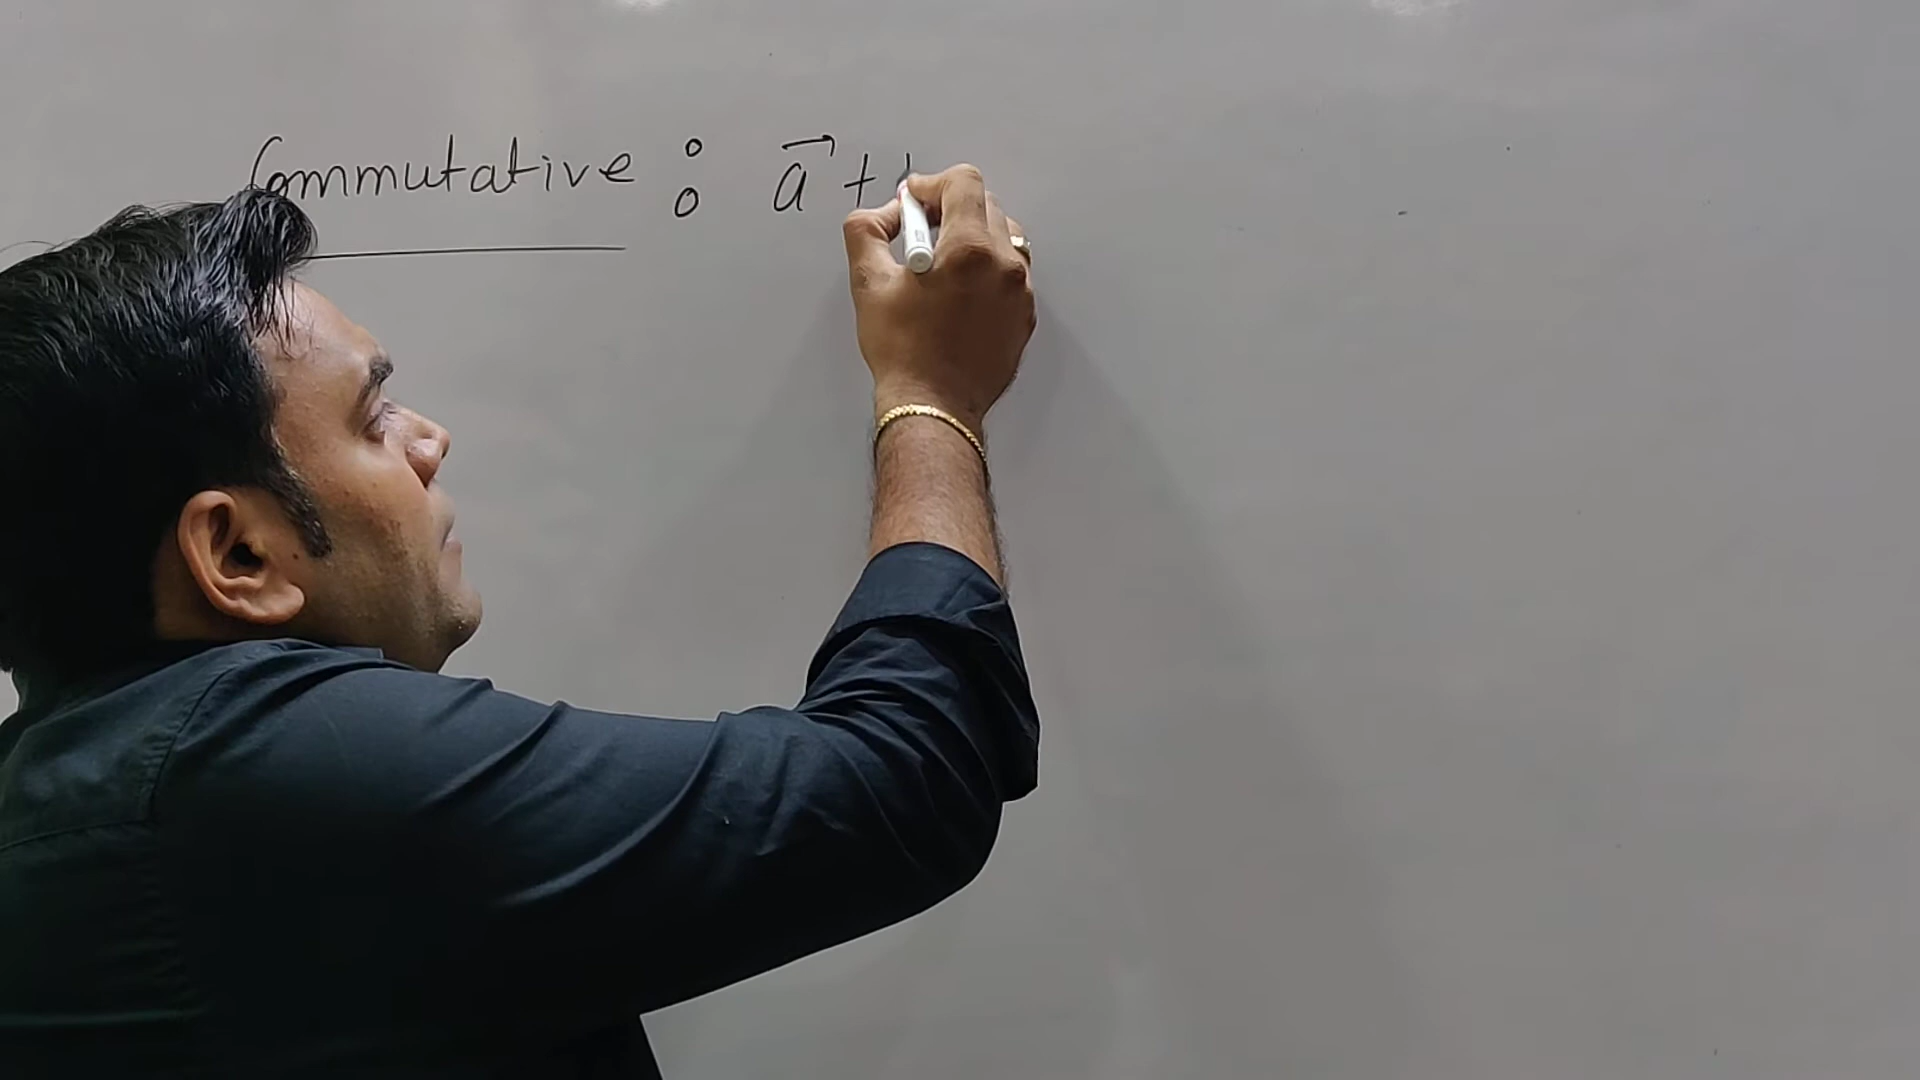 Commutative : a⃗ +